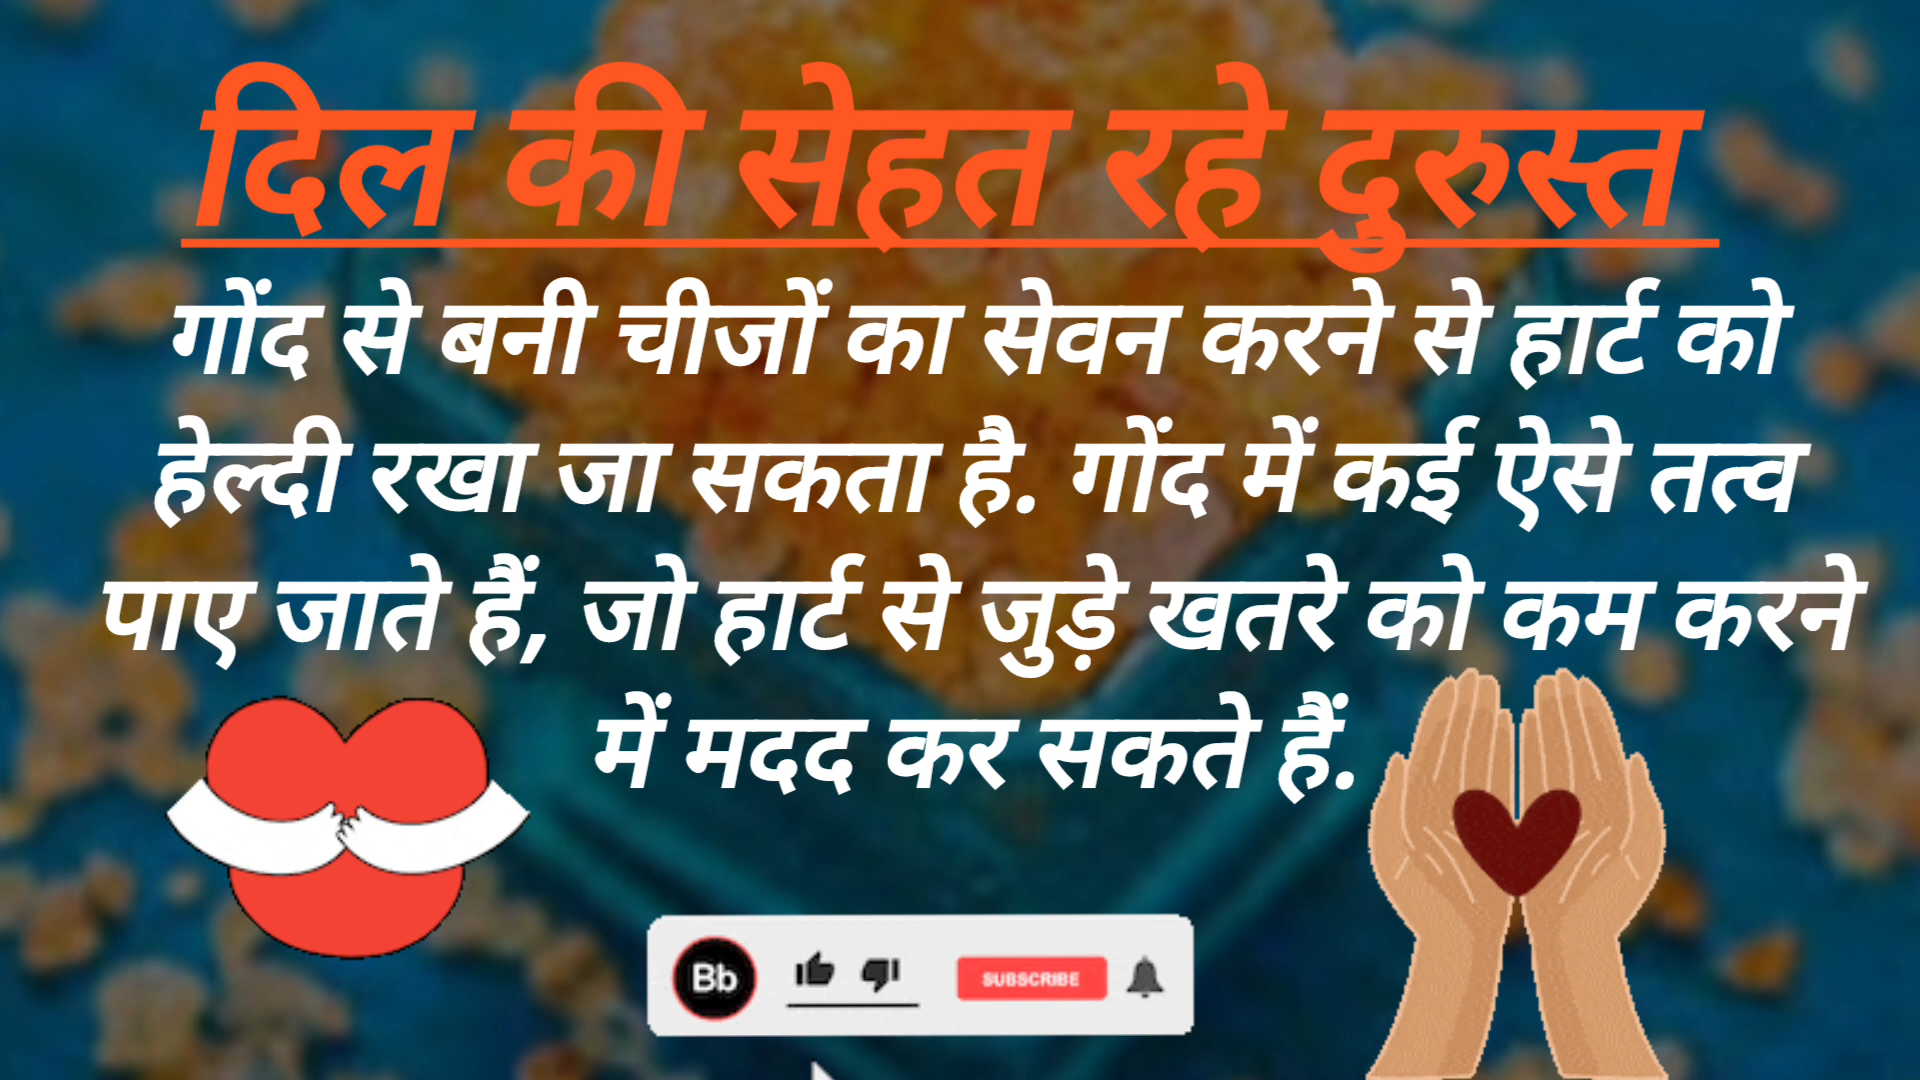 दिल की सेहत रहे दुरुस्त
गोंद से बनी चीजों का सेवन करने से हार्ट को
हेल्दी रखा जा सकता है. गोंद में कई ऐसे तत्व
पाए जाते हैं, जो हार्ट से जुड़े खतरे को कम करने
में मदद कर सकते हैं.
Bb SUBSCRIBE